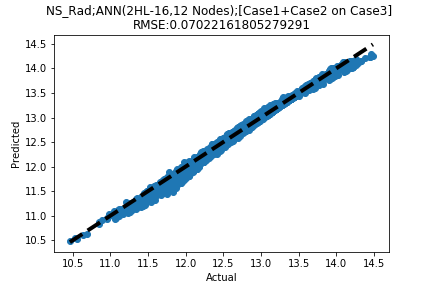 NS_Rad;ANN(2HL-16,12 Nodes);[Case1+Case2 on Case3]
RMSE:0.07022161805279291
14.5
14.0
13.5
13.0
12.5
12.0
11.5
11.0
10.5
Predicted
10.5 11.0 11.5 12.0 12.5 13.0 13.5 14.0 14.5
Actual